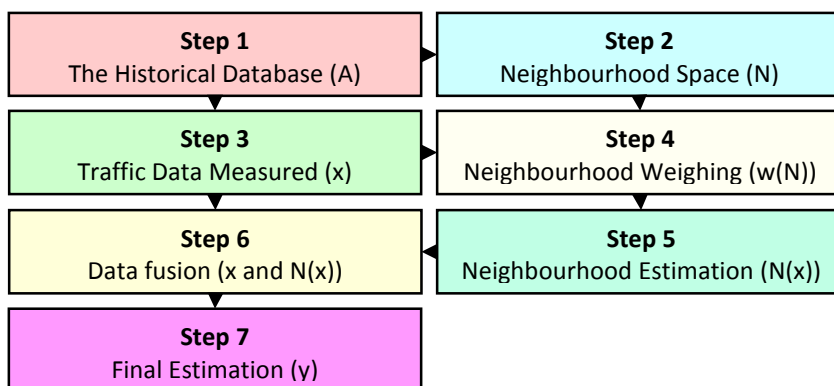 Step 1
The Historical Database (A)
Step 2
Neighbourhood Space (N)
Step 3
Traffic Data Measured (x)
Step 4
Neighbourhood Weighing (w(N))
Step 6
Data fusion (x and N(x))
Step 5
Neighbourhood Estimation (N(x))
Step 7
Final Estimation (y)